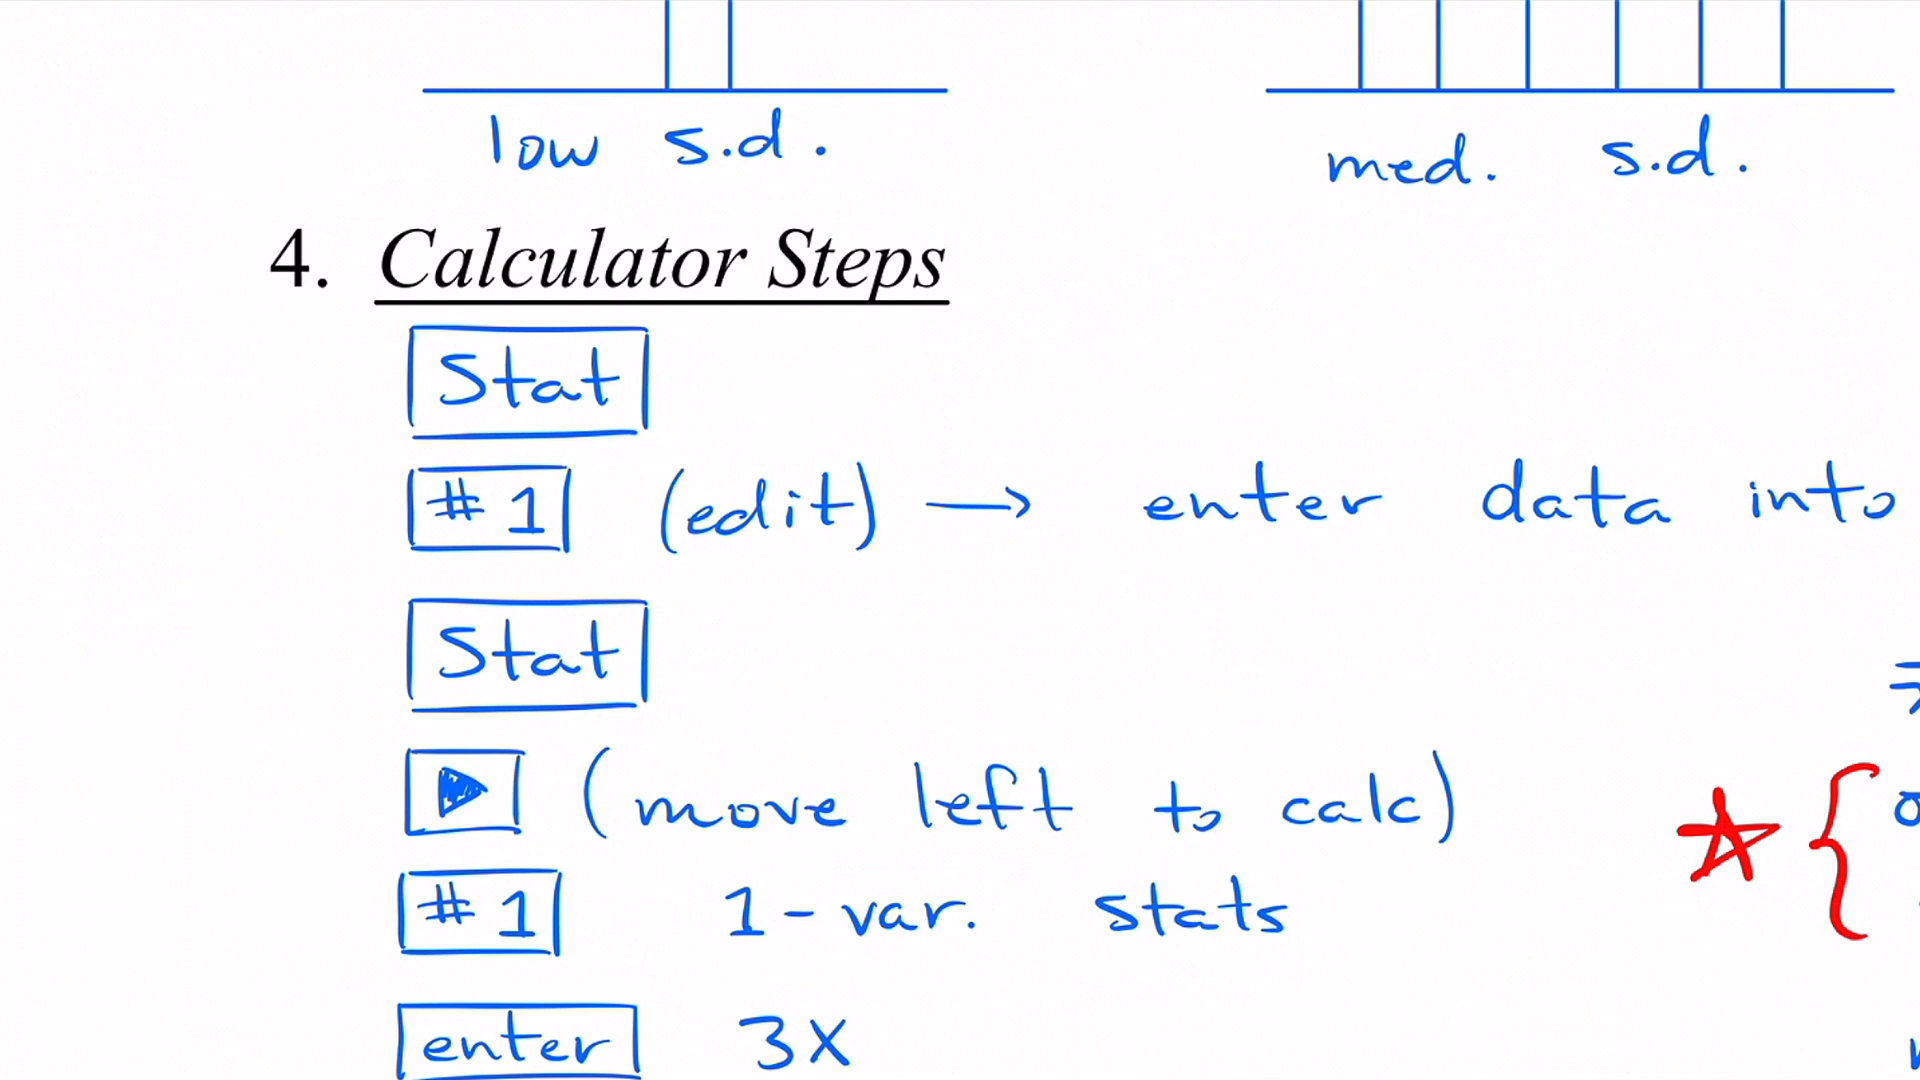 low s.d.
med. s.d.
4. Calculator Steps
Stat
# 1 (edit) → enter data into
Stat
▶ (move left to calc)
# 1 1-var. stats
enter 3X